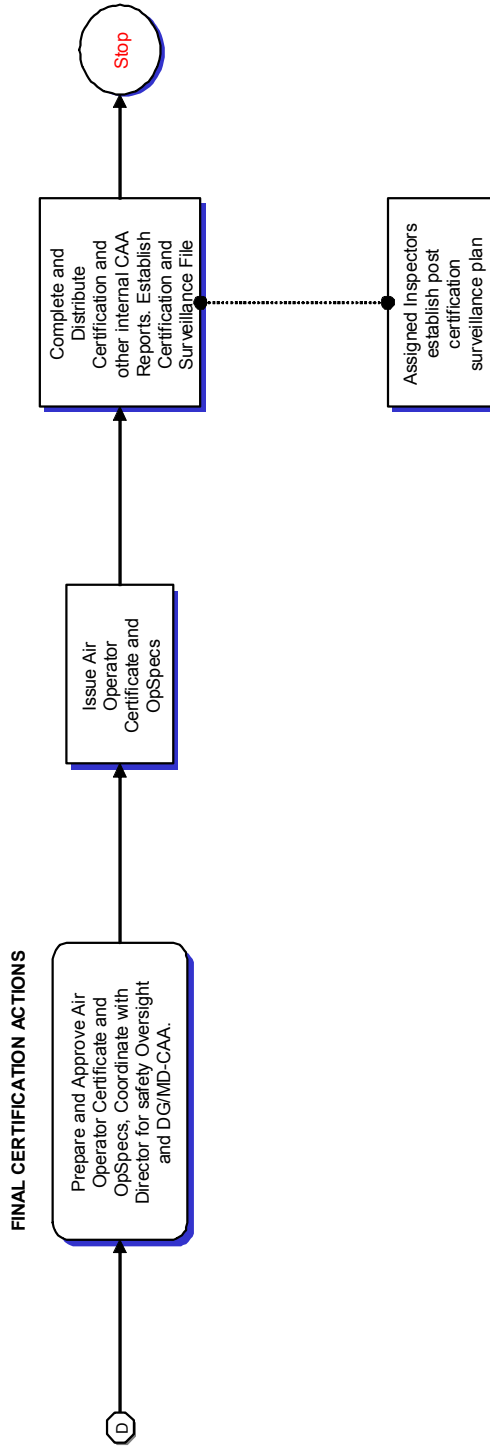 FINAL CERTIFICATION ACTIONS
D
Prepare and Approve Air
Operator Certificate and
OpSpecs, Coordinate with
Director for safety Oversight
and DG/MD-CAA.
Issue Air
Operator
Certificate and
OpSpecs
Complete and
Distribute
Certification and
other internal CAA
Reports. Establish
Certification and
Surveillance File
Stop
Assigned Inspectors
establish post
certification
surveillance plan